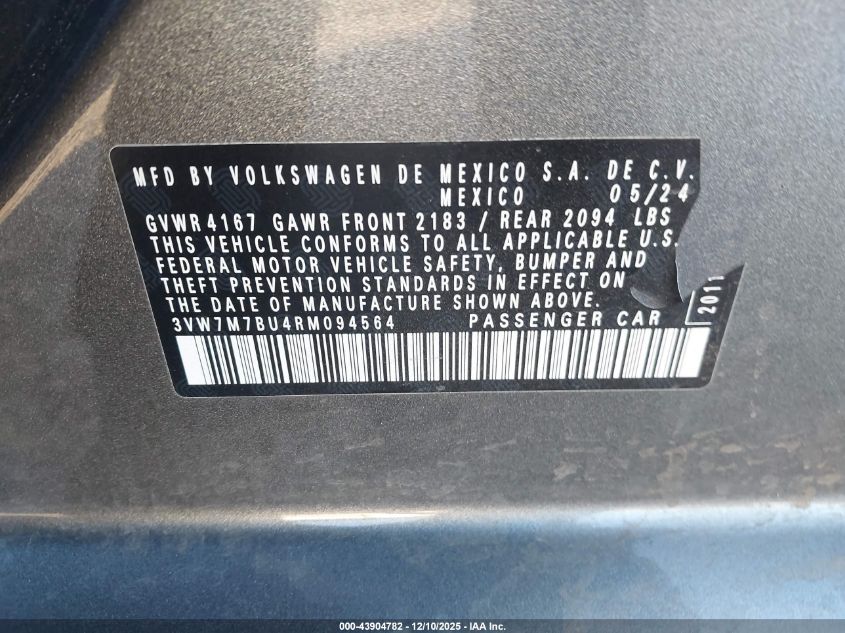 MFD BY VOLKSWAGEN DE MEXICO S.A. DE C.V.
MEXICO 05/24
GVWR 4167 GAWR FRONT 2183 / REAR 2094 LBS
THIS VEHICLE CONFORMS TO ALL APPLICABLE U.S.
FEDERAL MOTOR VEHICLE SAFETY, BUMPER AND
THEFT PREVENTION STANDARDS IN EFFECT ON
THE DATE OF MANUFACTURE SHOWN ABOVE.
3VW7M7BU4RM094564 PASSENGER CAR
2011
000-43904782 - 12/10/2025 - IAA Inc.